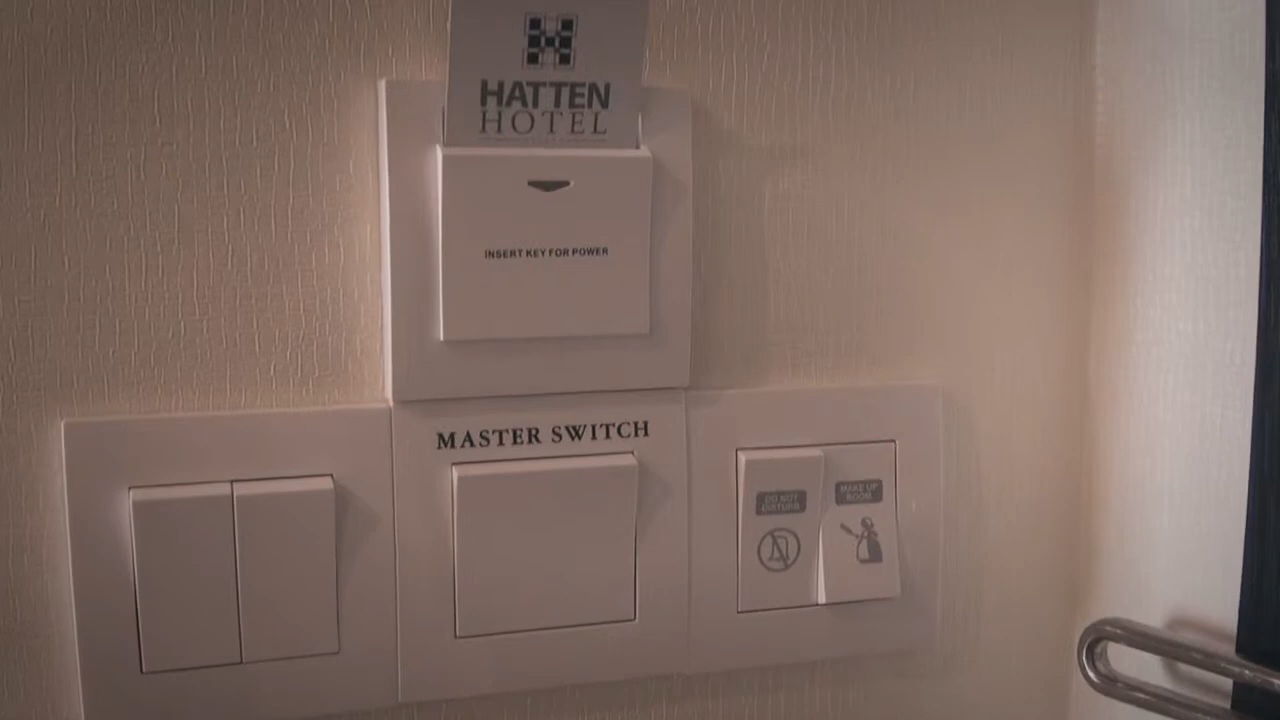 HATTEN
HOTEL
INSERT KEY FOR POWER
MASTER SWITCH
DO NOT
DISTURB
MAKE UP
ROOM